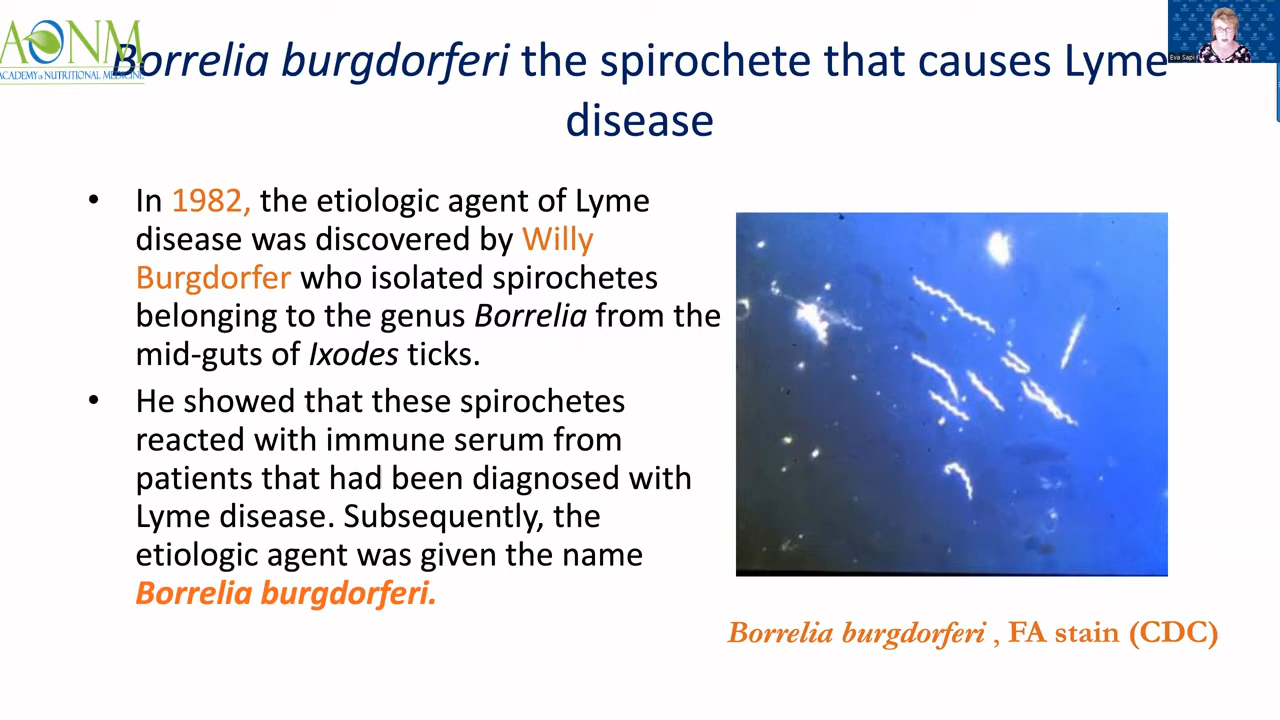 AONM
ACADEMY of NUTRITIONAL MEDICINE
Borrelia burgdorferi the spirochete that causes Lyme
disease
Eva Sapi
• In 1982, the etiologic agent of Lyme
disease was discovered by Willy
Burgdorfer who isolated spirochetes
belonging to the genus Borrelia from the
mid-guts of Ixodes ticks.
• He showed that these spirochetes
reacted with immune serum from
patients that had been diagnosed with
Lyme disease. Subsequently, the
etiologic agent was given the name
Borrelia burgdorferi.
Borrelia burgdorferi , FA stain (CDC)